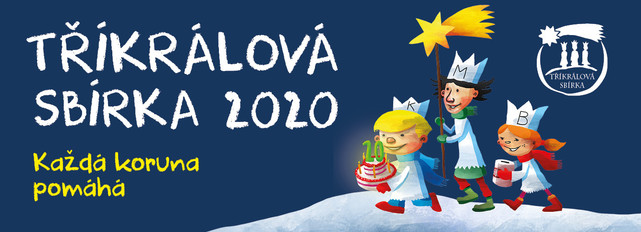 TŘÍKRÁLOVÁ
SBÍRKA 2020
Každá koruna
pomáhá
K
M
B
20
TŘÍKRÁLOVÁ
SBÍRKA